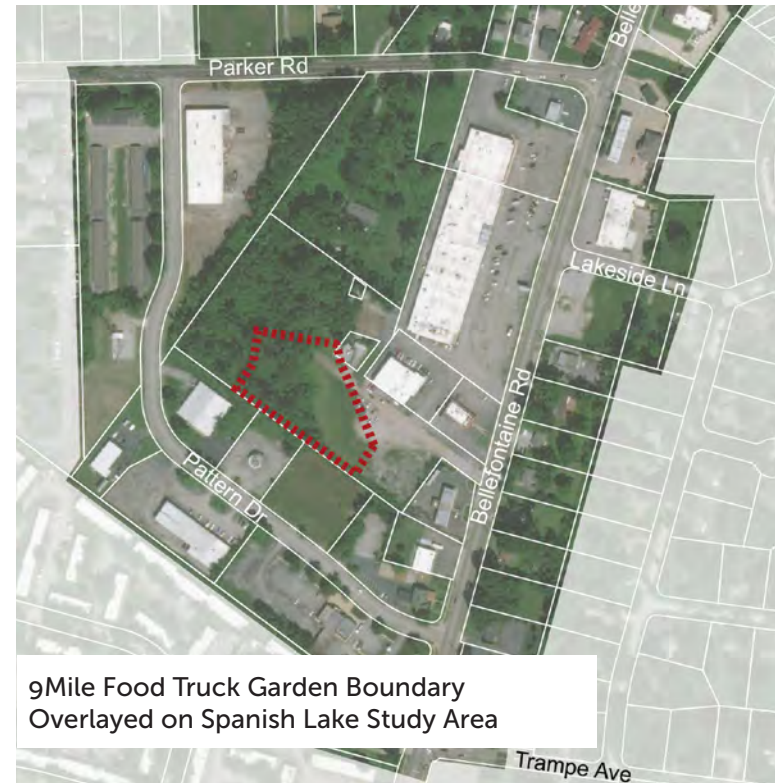 Parker Rd
Belle
Lakeside Ln
Bellefontaine Rd
Pattern Dr
9Mile Food Truck Garden Boundary
Overlayed on Spanish Lake Study Area
Trampe Ave